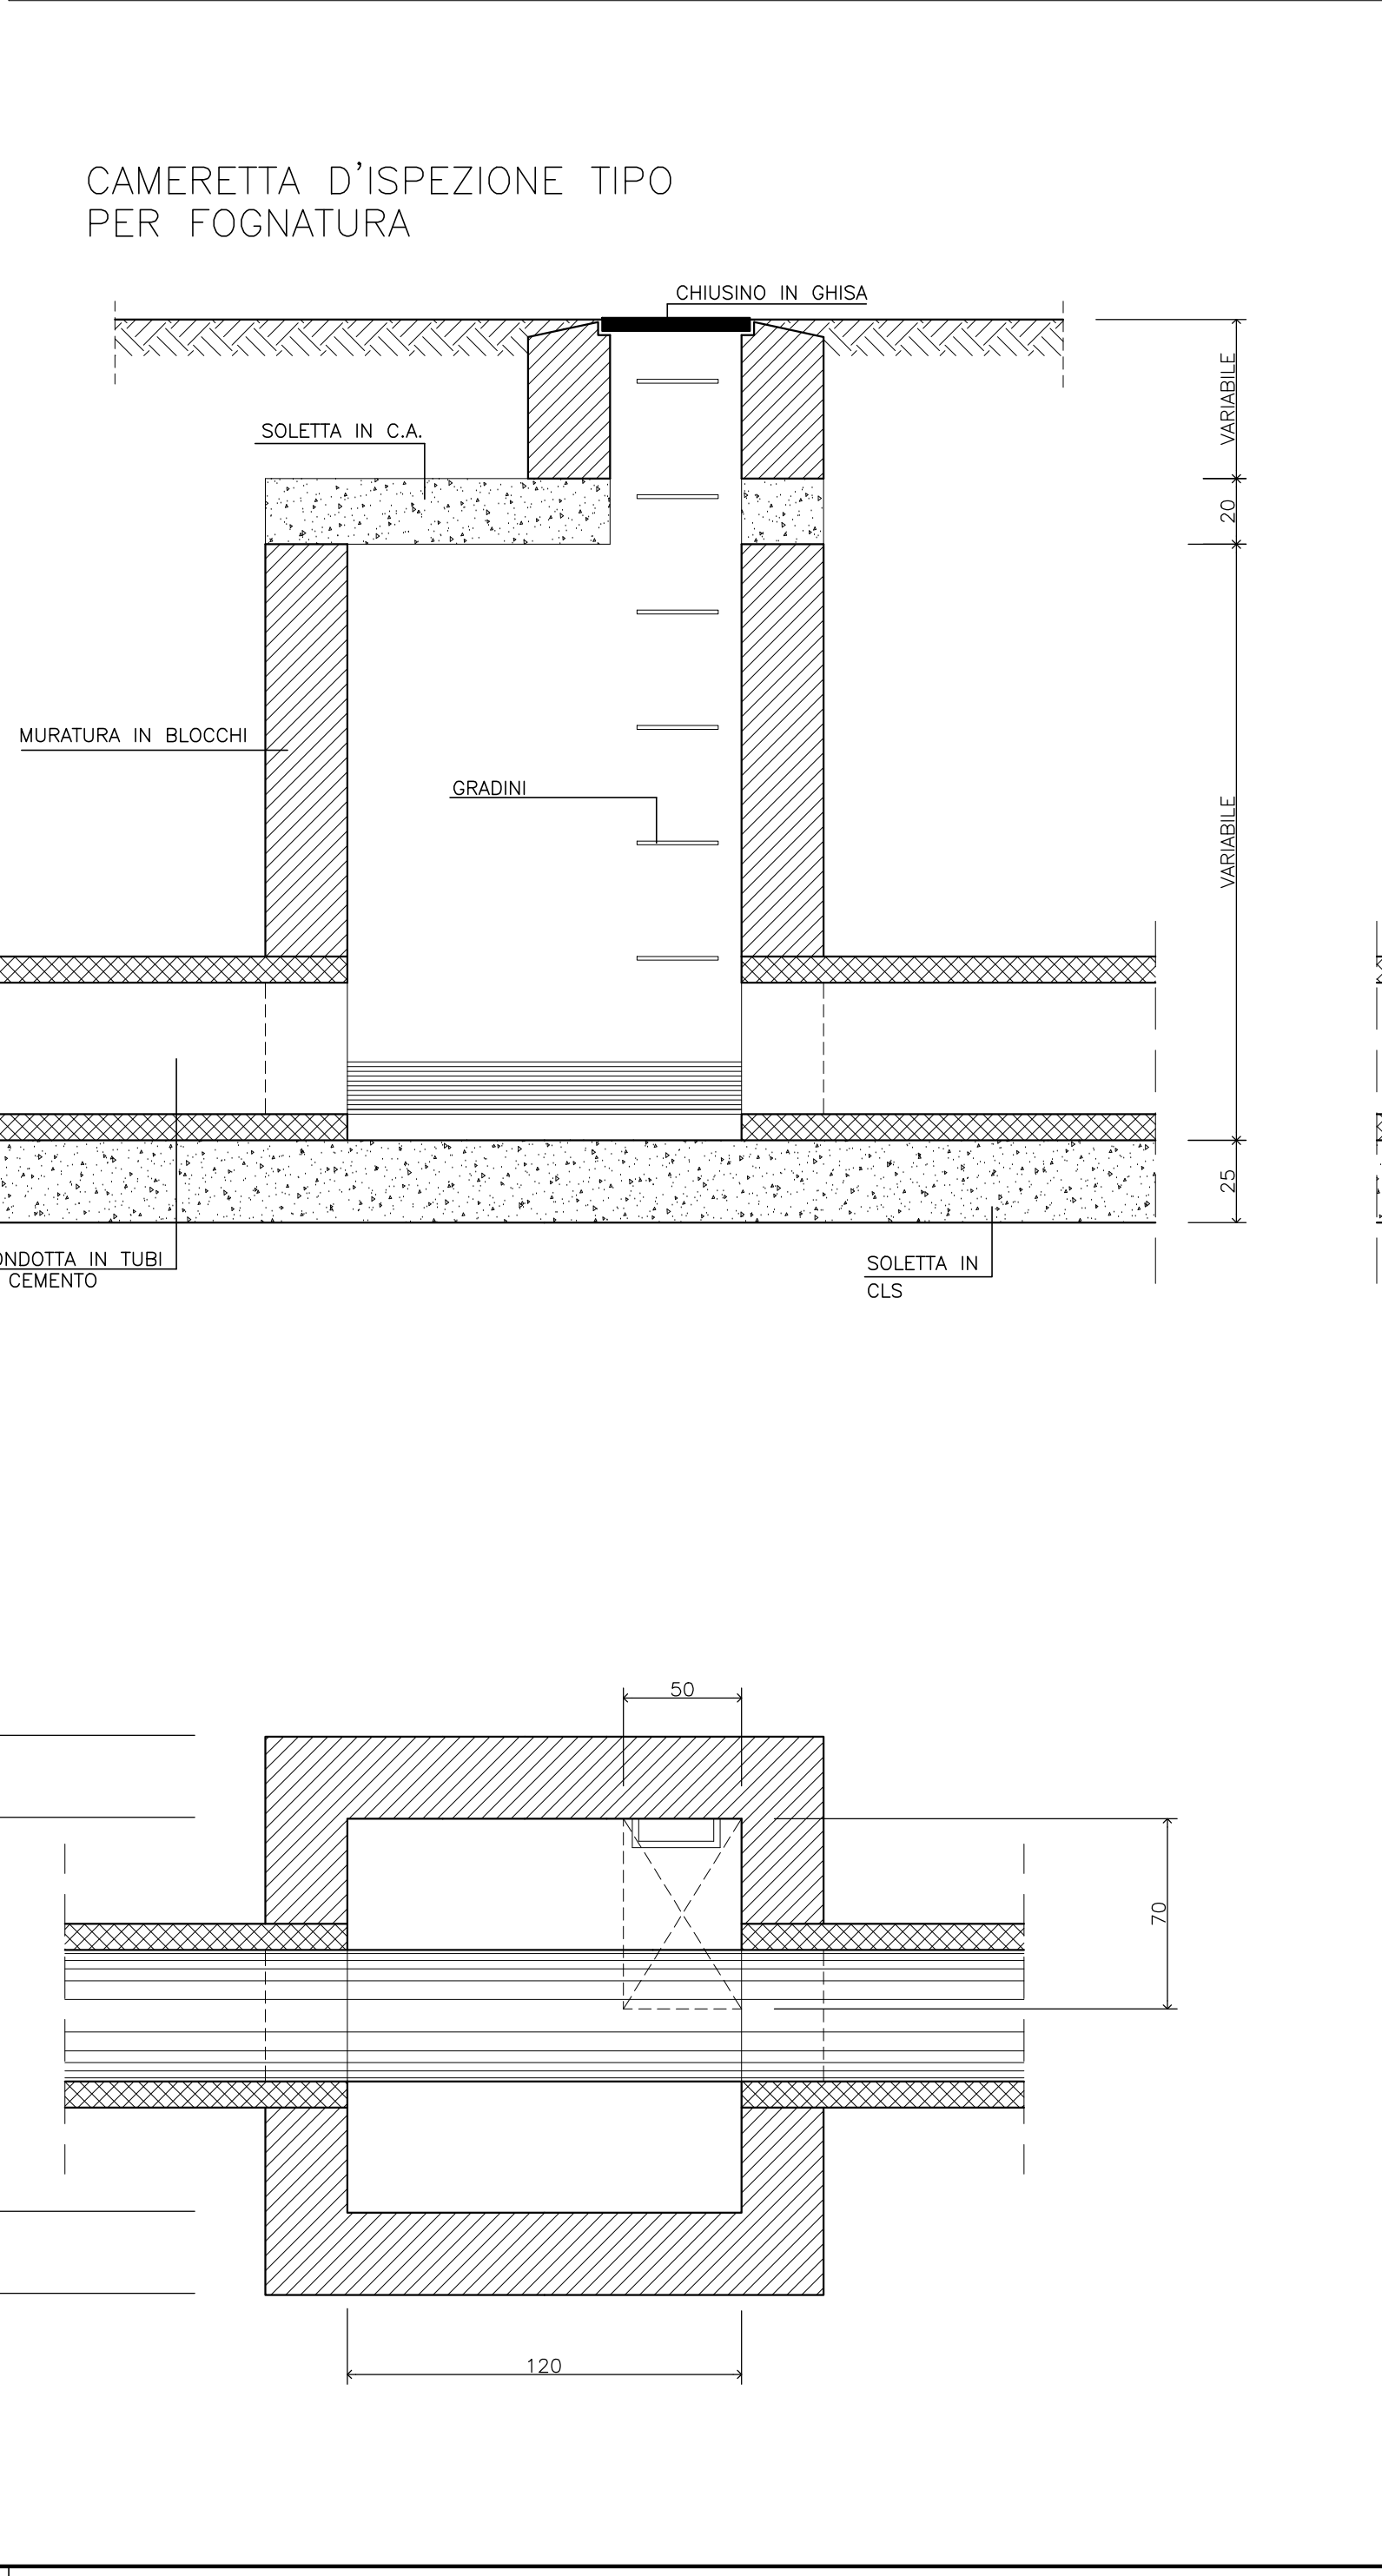 CAMERETTA D'ISPEZIONE TIPO
PER FOGNATURA
CHIUSINO IN GHISA
VARIABILE
SOLETTA IN C.A.
20
MURATURA IN BLOCCHI
GRADINI
VARIABILE
25
ONDOTTA IN TUBI
CEMENTO
SOLETTA IN
CLS
50
70
120